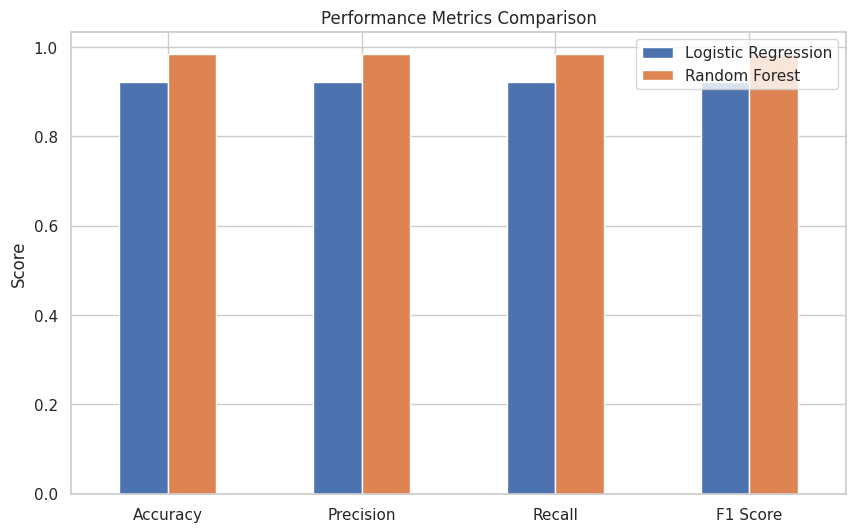 Performance Metrics Comparison
Logistic Regression
Random Forest
Score
1.0
0.8
0.6
0.4
0.2
0.0
Accuracy
Precision
Recall
F1 Score